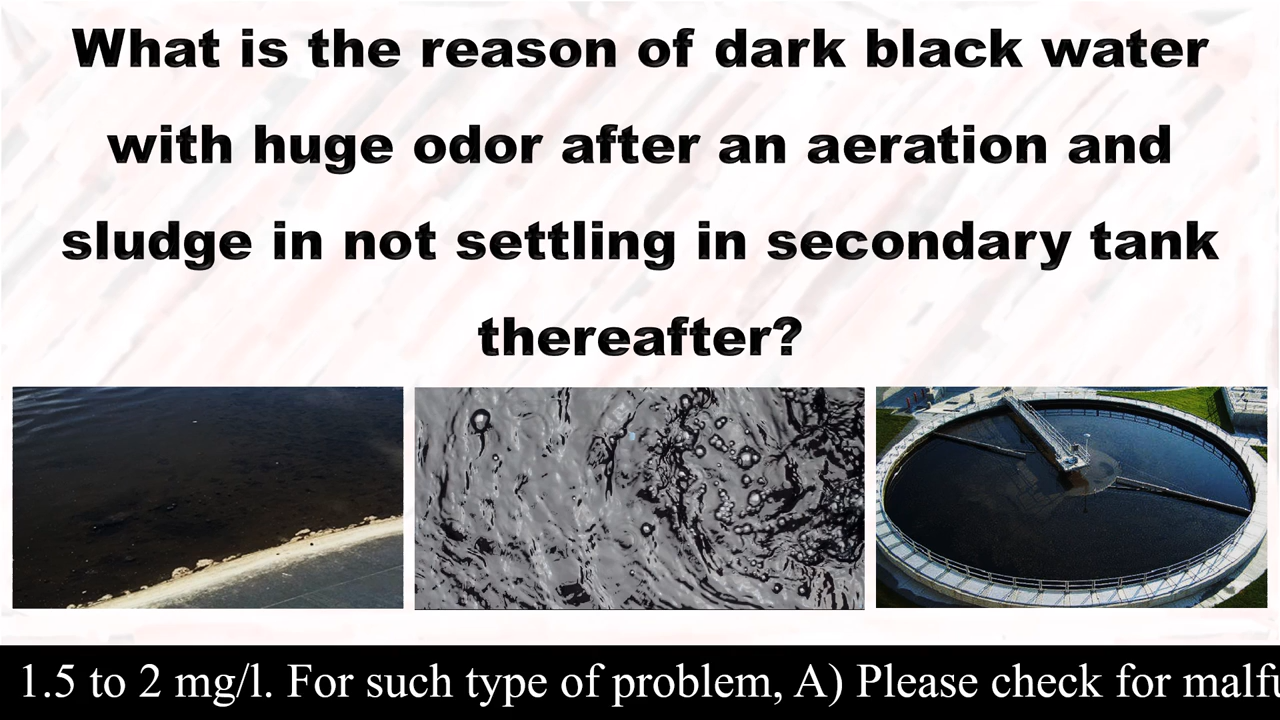 What is the reason of dark black water
with huge odor after an aeration and
sludge in not settling in secondary tank
thereafter?
1.5 to 2 mg/l. For such type of problem, A) Please check for malfu